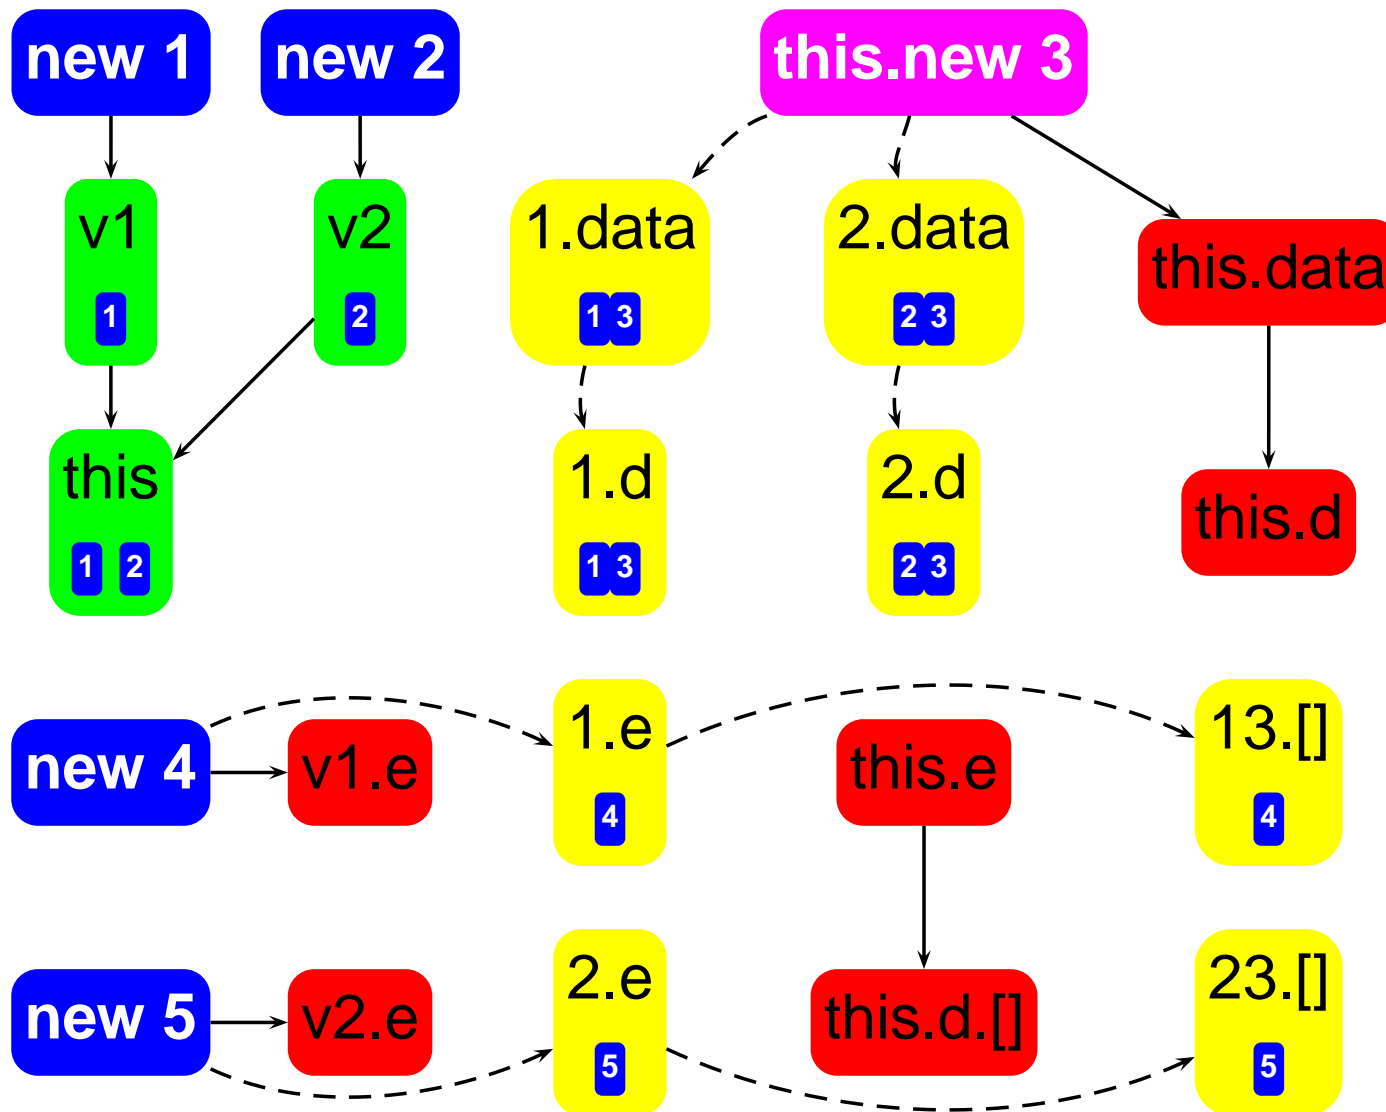 new 1
new 2
this.new 3
v1
1
v2
2
1.data
1 3
2.data
2 3
this.data
this
1 2
1.d
1 3
2.d
2 3
this.d
new 4
v1.e
1.e
4
this.e
13.[]
4
new 5
v2.e
2.e
5
this.d.[]
23.[]
5